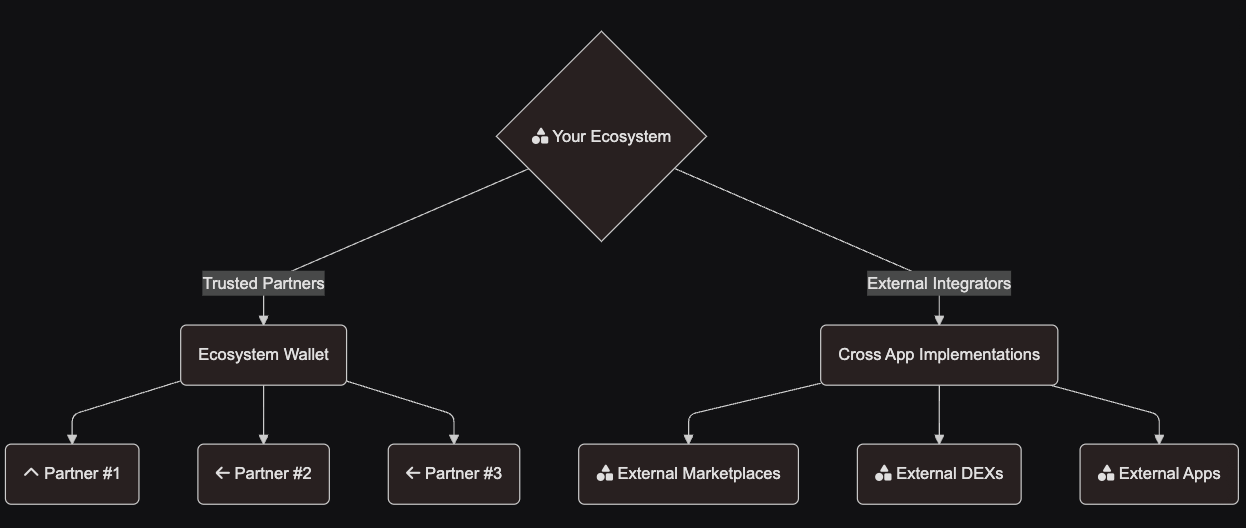 Your Ecosystem
Trusted Partners
External Integrators
Ecosystem Wallet
Cross App Implementations
Partner #1
Partner #2
Partner #3
External Marketplaces
External DEXs
External Apps